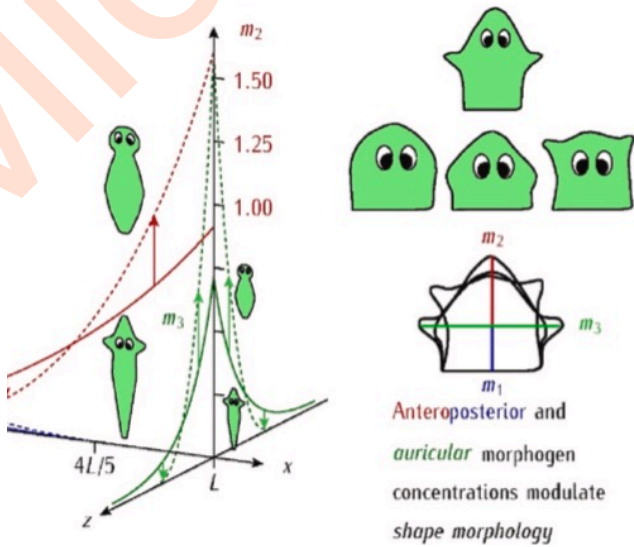 m₂
1.50
1.25
1.00
m₃
4L/5
L
x
z
m₂
m₃
m₁
Anteroposterior and
auricular morphogen
concentrations modulate
shape morphology